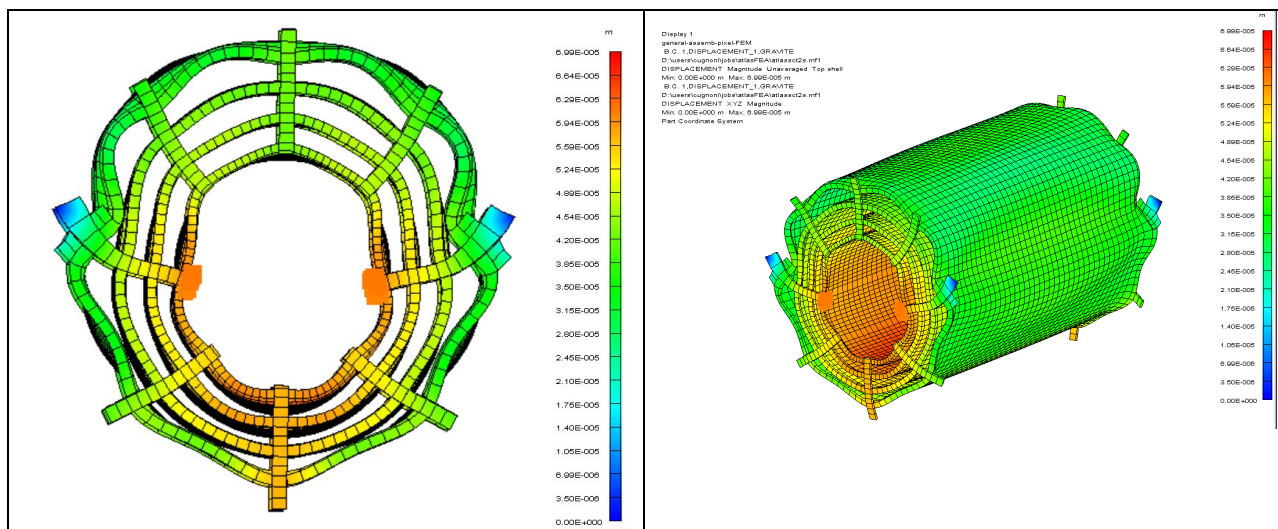 m
6.99E-005
6.64E-005
6.29E-005
5.94E-005
5.59E-005
5.24E-005
4.89E-005
4.54E-005
4.20E-005
3.85E-005
3.50E-005
3.15E-005
2.80E-005
2.45E-005
2.10E-005
1.75E-005
1.40E-005
1.05E-005
6.99E-006
3.50E-006
0.00E+000
Display 1
general-assemb-pixel-FEM
B.C. 1,DISPLACEMENT_1,GRAVITE
D:\users\cugnoni\jobs\atlasFEA\atlassct2s.mf1
DISPLACEMENT Magnitude Unaveraged Top shell
Min: 0.00E+000 m Max: 6.99E-005 m
B.C. 1,DISPLACEMENT_1,GRAVITE
D:\users\cugnoni\jobs\atlasFEA\atlassct2s.mf1
DISPLACEMENT XYZ Magnitude
Min: 0.00E+000 m Max: 6.99E-005 m
Part Coordinate System
m
6.99E-005
6.64E-005
6.29E-005
5.94E-005
5.59E-005
5.24E-005
4.89E-005
4.54E-005
4.20E-005
3.85E-005
3.50E-005
3.15E-005
2.80E-005
2.45E-005
2.10E-005
1.75E-005
1.40E-005
1.05E-005
6.99E-006
3.50E-006
0.00E+000